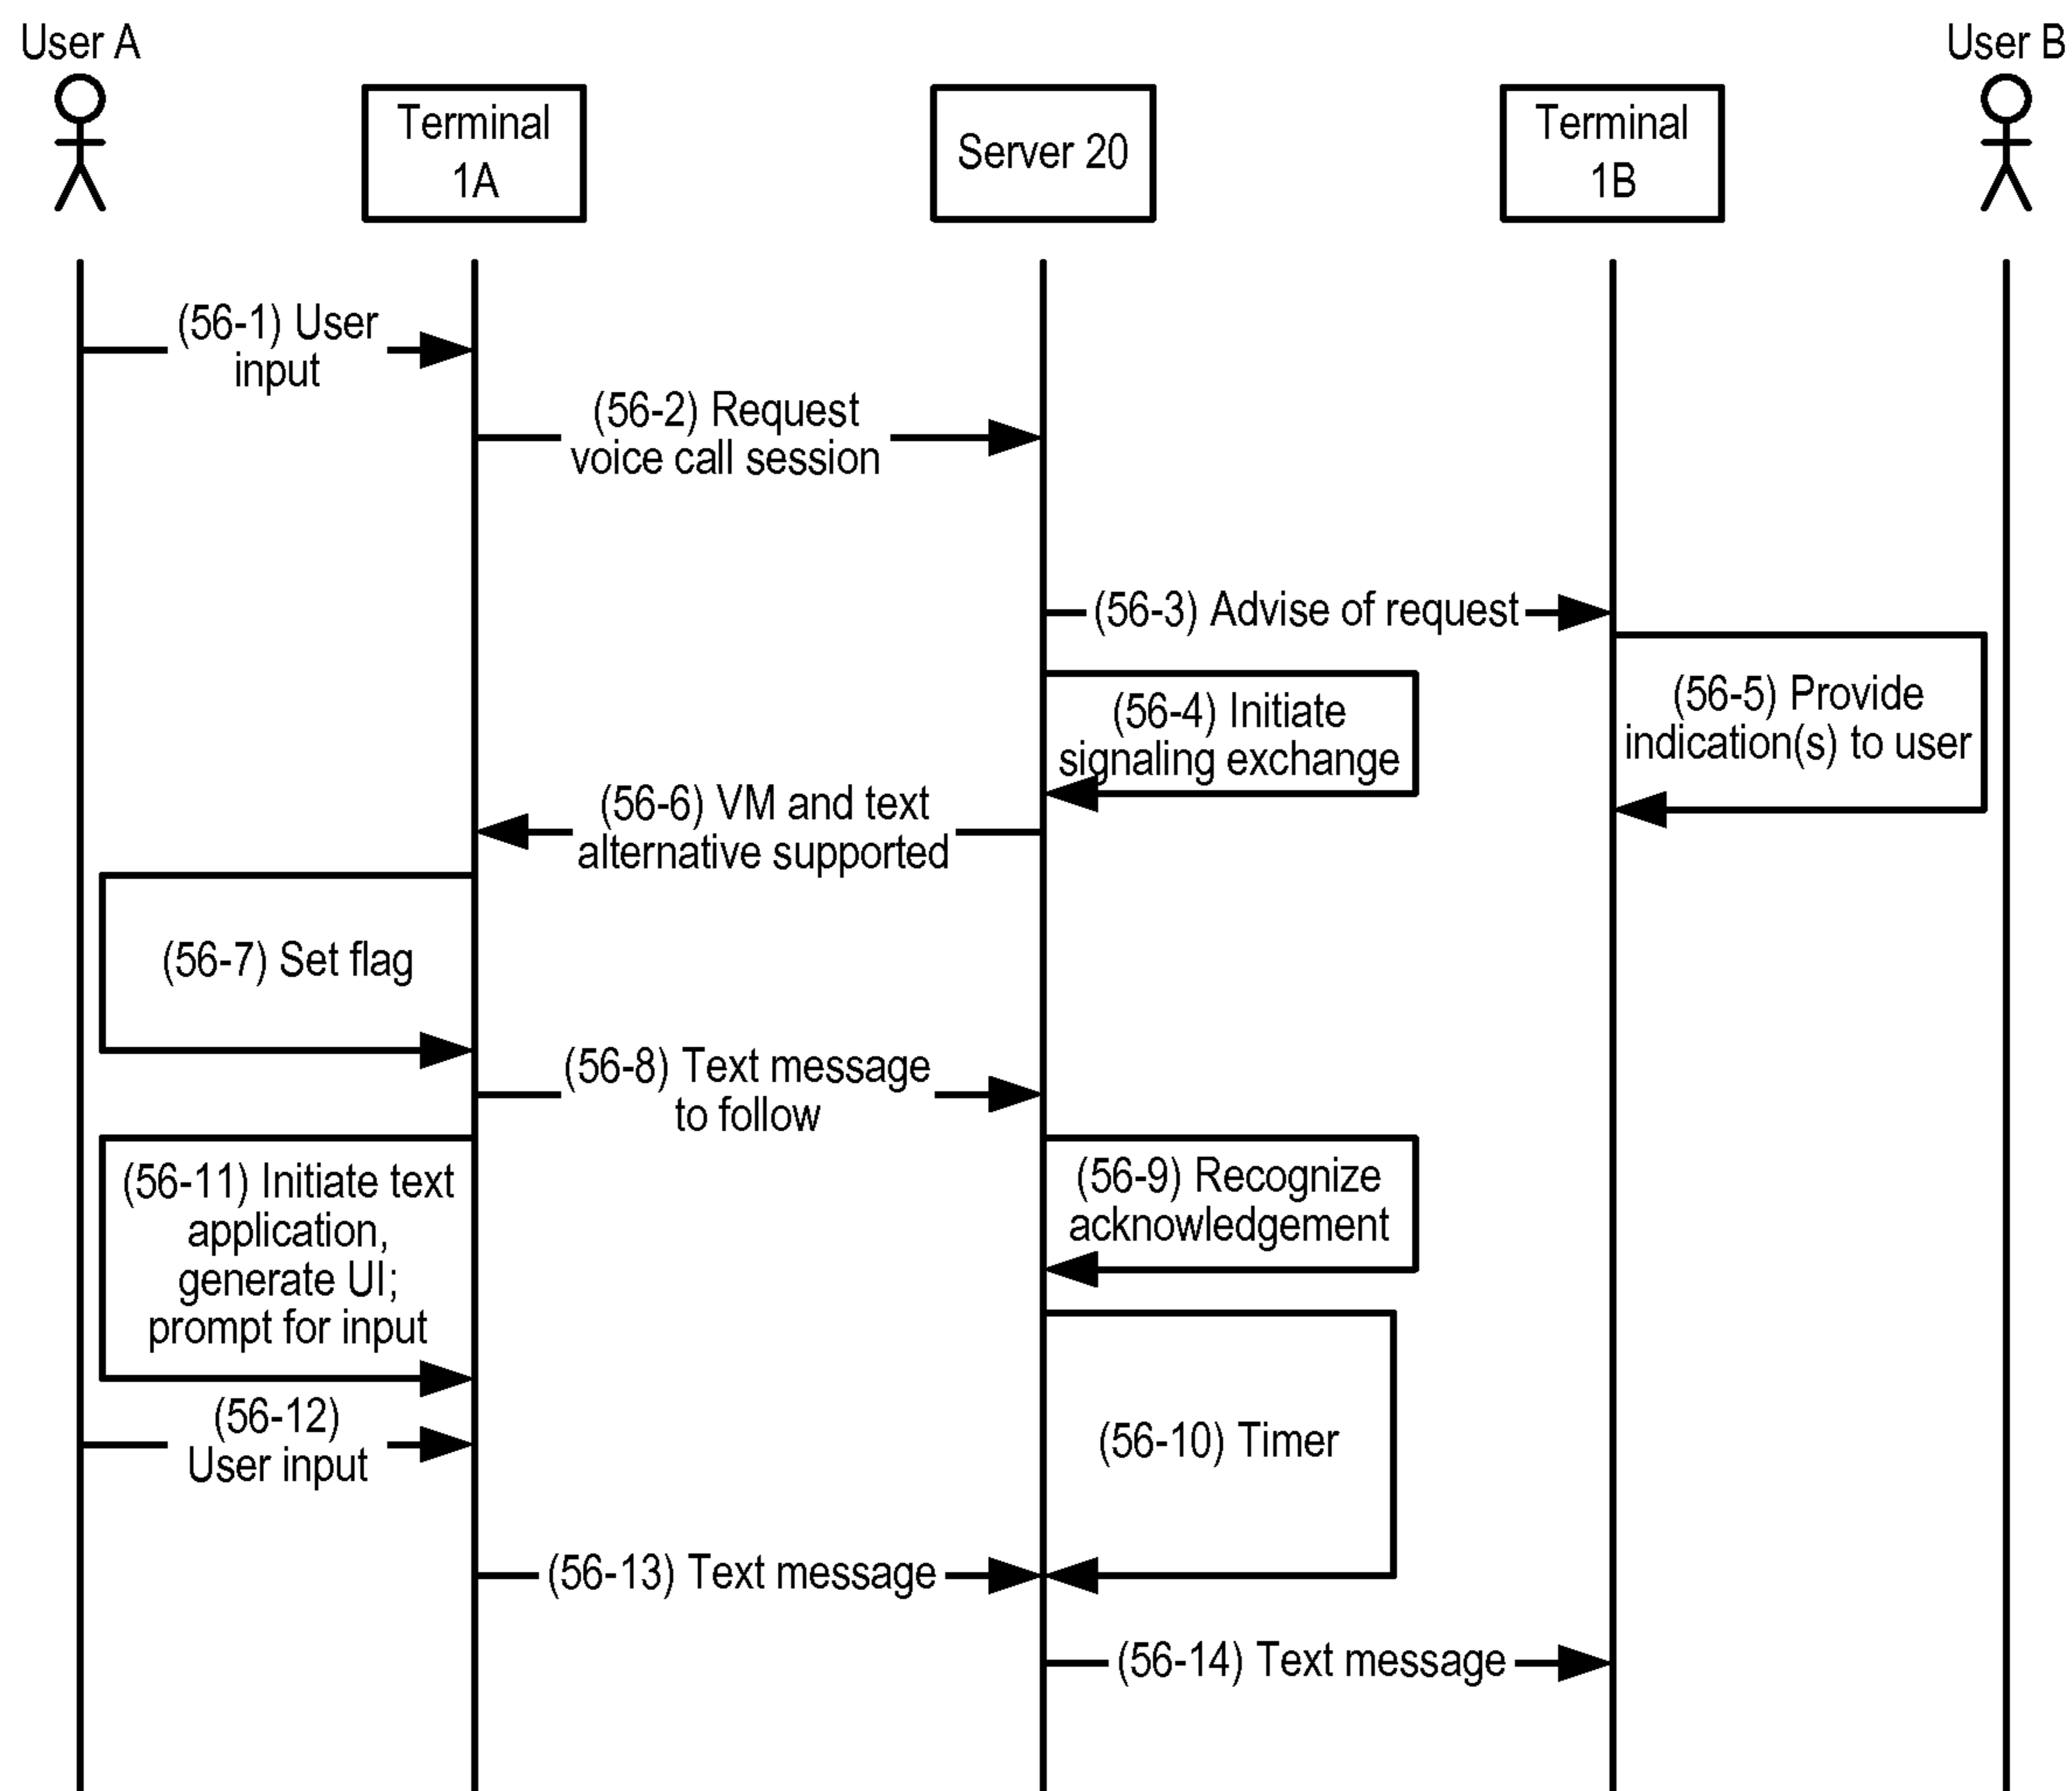 User A
User B
Terminal
1A
Server 20
Terminal
1B
(56-1) User
input
(56-2) Request
voice call session
(56-3) Advise of request
(56-4) Initiate
signaling exchange
(56-5) Provide
indication(s) to user
(56-6) VM and text
alternative supported
(56-7) Set flag
(56-8) Text message
to follow
(56-9) Recognize
acknowledgement
(56-11) Initiate text
application,
generate UI;
prompt for input
(56-12)
User input
(56-10) Timer
(56-13) Text message
(56-14) Text message